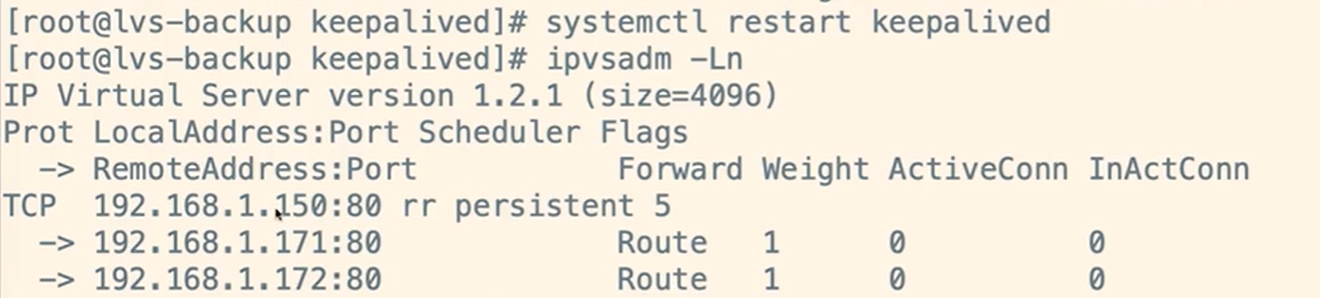 [root@lvs-backup keepalived]# systemctl restart keepalived
[root@lvs-backup keepalived]# ipvsadm -Ln
IP Virtual Server version 1.2.1 (size=4096)
Prot LocalAddress:Port Scheduler Flags
  -> RemoteAddress:Port           Forward Weight ActiveConn InActConn
TCP  192.168.1.150:80 rr persistent 5
  -> 192.168.1.171:80             Route   1      0          0
  -> 192.168.1.172:80             Route   1      0          0